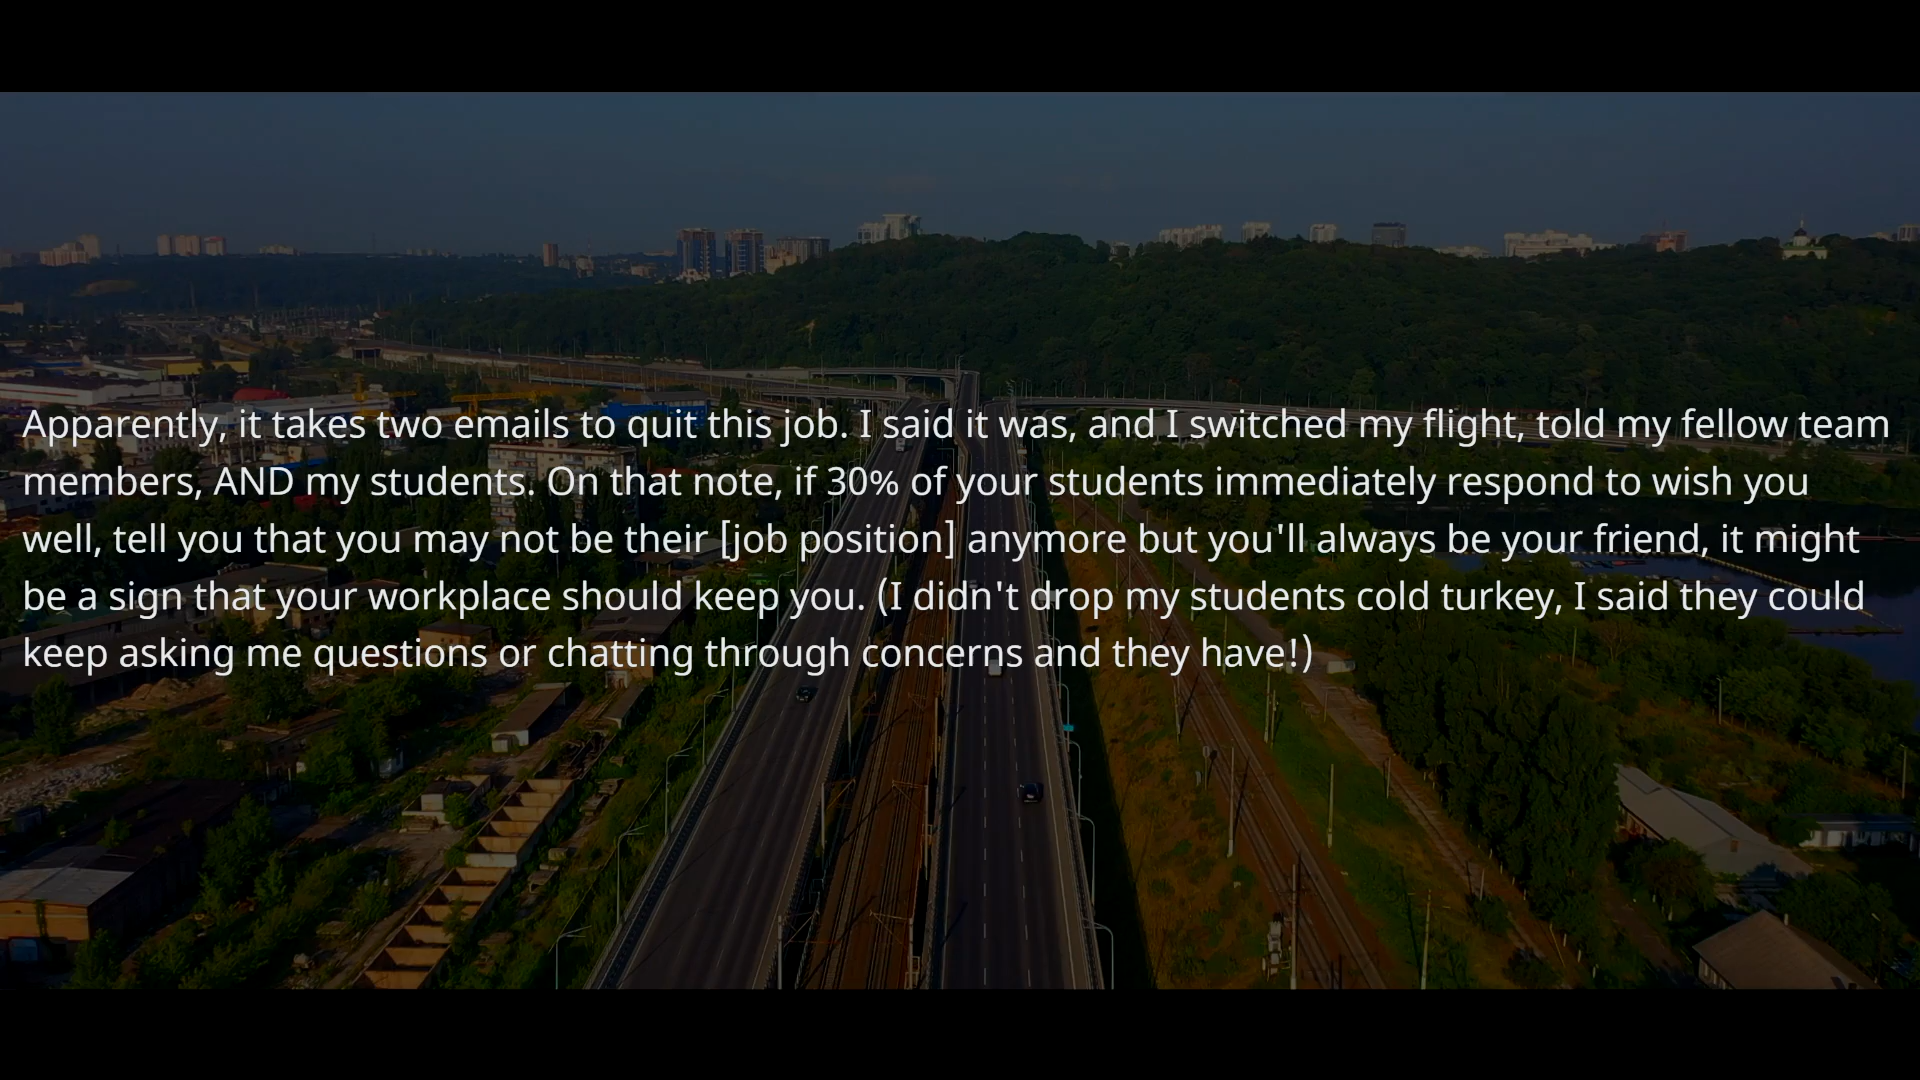 Apparently, it takes two emails to quit this job. I said it was, and I switched my flight, told my fellow team
members, AND my students. On that note, if 30% of your students immediately respond to wish you
well, tell you that you may not be their [job position] anymore but you'll always be your friend, it might
be a sign that your workplace should keep you. (I didn't drop my students cold turkey, I said they could
keep asking me questions or chatting through concerns and they have!)